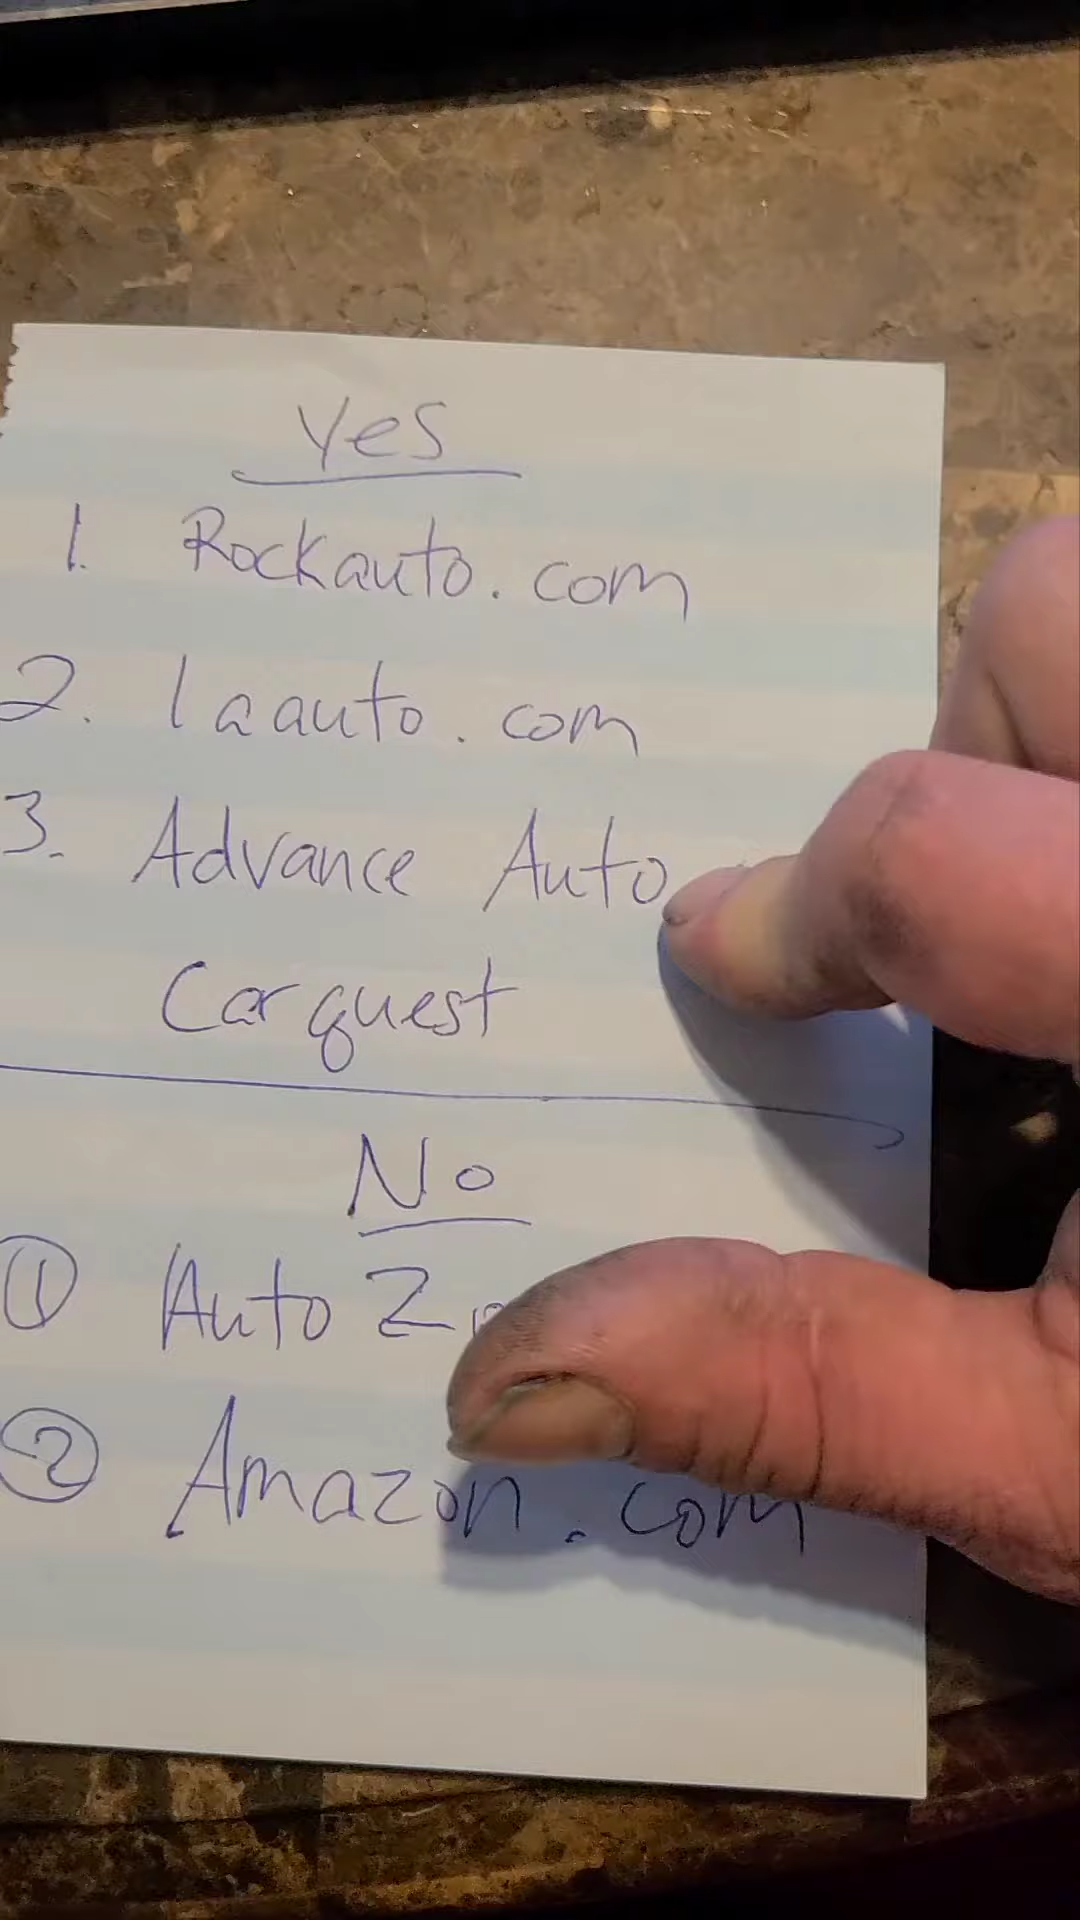 Yes
1. Rockauto.com
2. 1aauto.com
3. Advance Auto
Carquest
No
① Auto
② Amazon.com